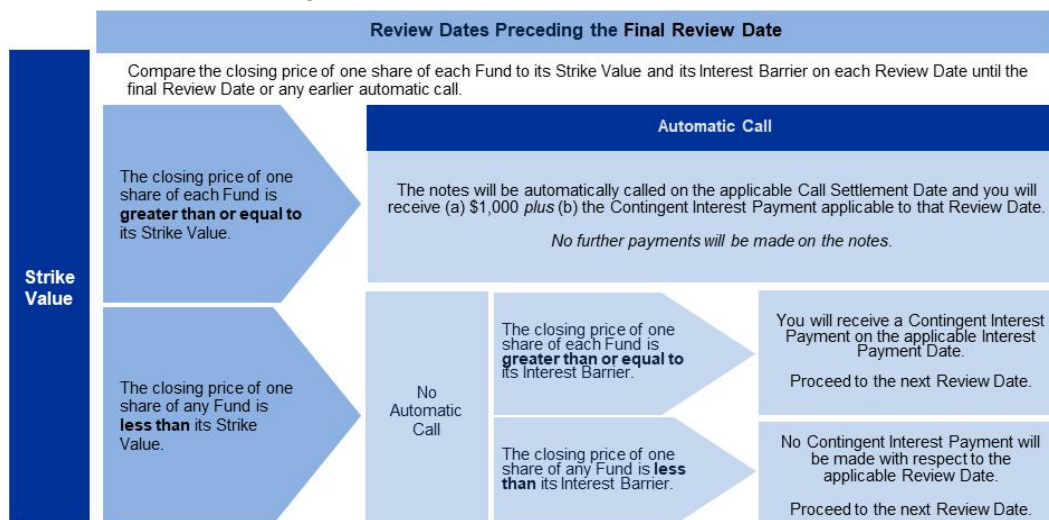 Review Dates Preceding the Final Review Date
Compare the closing price of one share of each Fund to its Strike Value and its Interest Barrier on each Review Date until the
final Review Date or any earlier automatic call.
Strike
Value
The closing price of one
share of each Fund is
greater than or equal to
its Strike Value.
Automatic Call
The notes will be automatically called on the applicable Call Settlement Date and you will
receive (a) $1,000 plus (b) the Contingent Interest Payment applicable to that Review Date.
No further payments will be made on the notes.
The closing price of one
share of any Fund is
less than its Strike
Value.
No
Automatic
Call
The closing price of one
share of each Fund is
greater than or equal to
its Interest Barrier.
You will receive a Contingent Interest
Payment on the applicable Interest
Payment Date.
Proceed to the next Review Date.
The closing price of one
share of any Fund is less
than its Interest Barrier.
No Contingent Interest Payment will
be made with respect to the
applicable Review Date.
Proceed to the next Review Date.